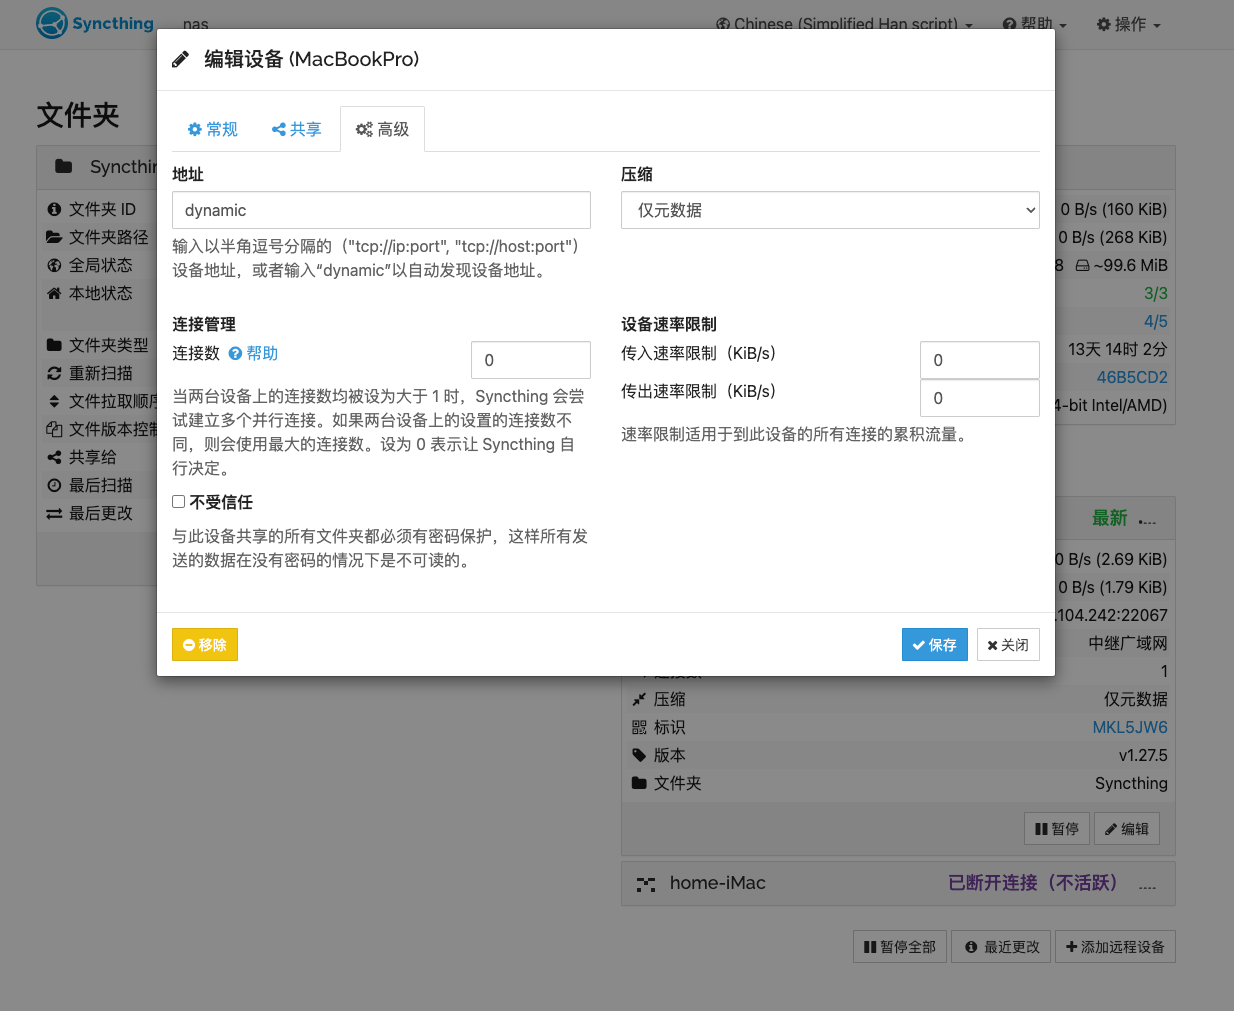 Syncthing
nas
Chinese (Simplified Han script)
帮助
操作
编辑设备 (MacBookPro)
常规
共享
高级
地址
dynamic
输入以半角逗号分隔的（"tcp://ip:port", "tcp://host:port"）
设备地址，或者输入“dynamic”以自动发现设备地址。
压缩
仅元数据
连接管理
连接数
帮助
0
当两台设备上的连接数均被设为大于 1 时，Syncthing 会尝
试建立多个并行连接。如果两台设备上的设置的连接数不
同，则会使用最大的连接数。设为 0 表示让 Syncthing 自
行决定。
不受信任
与此设备共享的所有文件夹都必须有密码保护，这样所有发
送的数据在没有密码的情况下是不可读的。
设备速率限制
传入速率限制（KiB/s）
0
传出速率限制（KiB/s）
0
速率限制适用于到此设备的所有连接的累积流量。
移除
保存
关闭
文件夹
文件夹 ID
文件夹路径
全局状态
本地状态
文件夹类型
重新扫描
文件拉取顺序
文件版本控制
共享给
最后扫描
最后更改
0 B/s (160 KiB)
0 B/s (268 KiB)
8
~99.6 MiB
3/3
4/5
13天 14时 2分
46B5CD2
-bit Intel/AMD)
最新
0 B/s (2.69 KiB)
0 B/s (1.79 KiB)
.104.242:22067
中继广域网
1
压缩
仅元数据
标识
MKL5JW6
版本
v1.27.5
文件夹
Syncthing
暂停
编辑
home-iMac
已断开连接（不活跃）
暂停全部
最近更改
添加远程设备